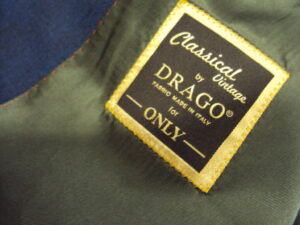 Classical
Vintage
by
DRAGO®
FABRIC MADE IN ITALY
for
ONLY